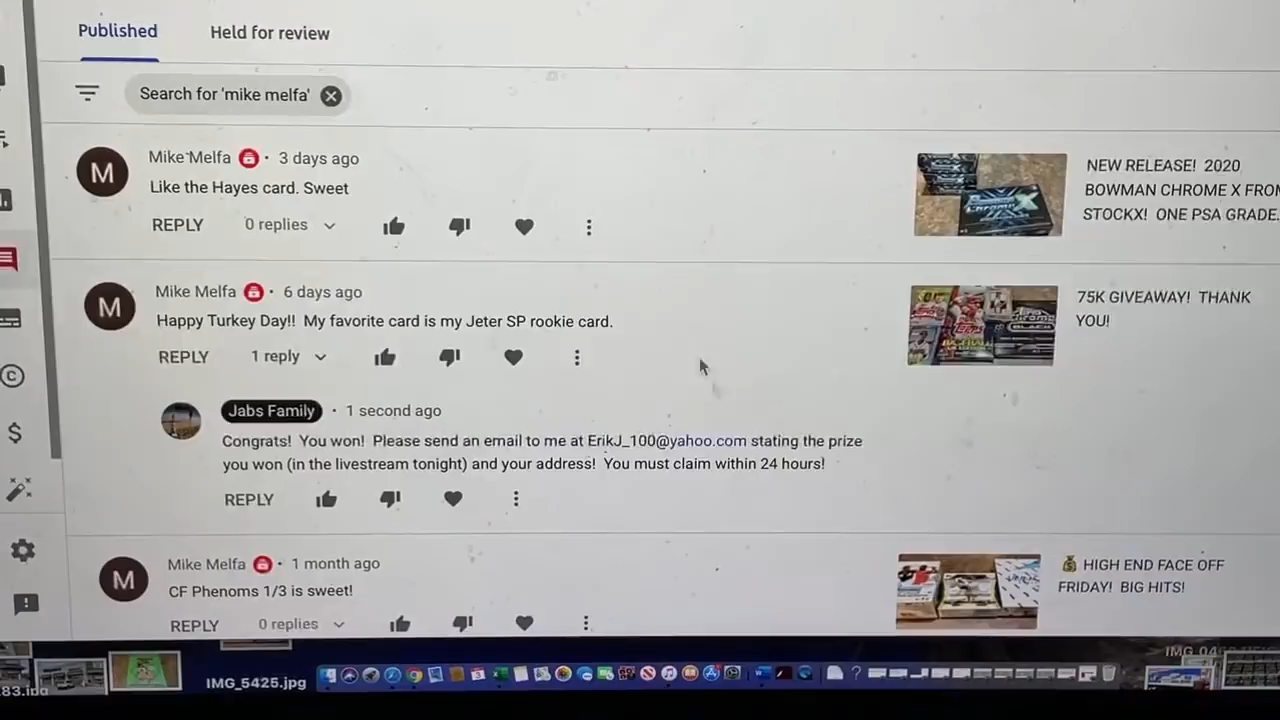 Published
Held for review
Search for 'mike melfa'
M
Mike Melfa · 3 days ago
Like the Hayes card. Sweet
REPLY 0 replies
NEW RELEASE! 2020
BOWMAN CHROME X FROM
STOCKX! ONE PSA GRADE.
M
Mike Melfa · 6 days ago
Happy Turkey Day!! My favorite card is my Jeter SP rookie card.
REPLY 1 reply
75K GIVEAWAY! THANK
YOU!
Jabs Family · 1 second ago
Congrats! You won! Please send an email to me at ErikJ_100@yahoo.com stating the prize
you won (in the livestream tonight) and your address! You must claim within 24 hours!
REPLY
M
Mike Melfa · 1 month ago
CF Phenoms 1/3 is sweet!
REPLY 0 replies
💰 HIGH END FACE OFF
FRIDAY! BIG HITS!
IMG_5425.jpg